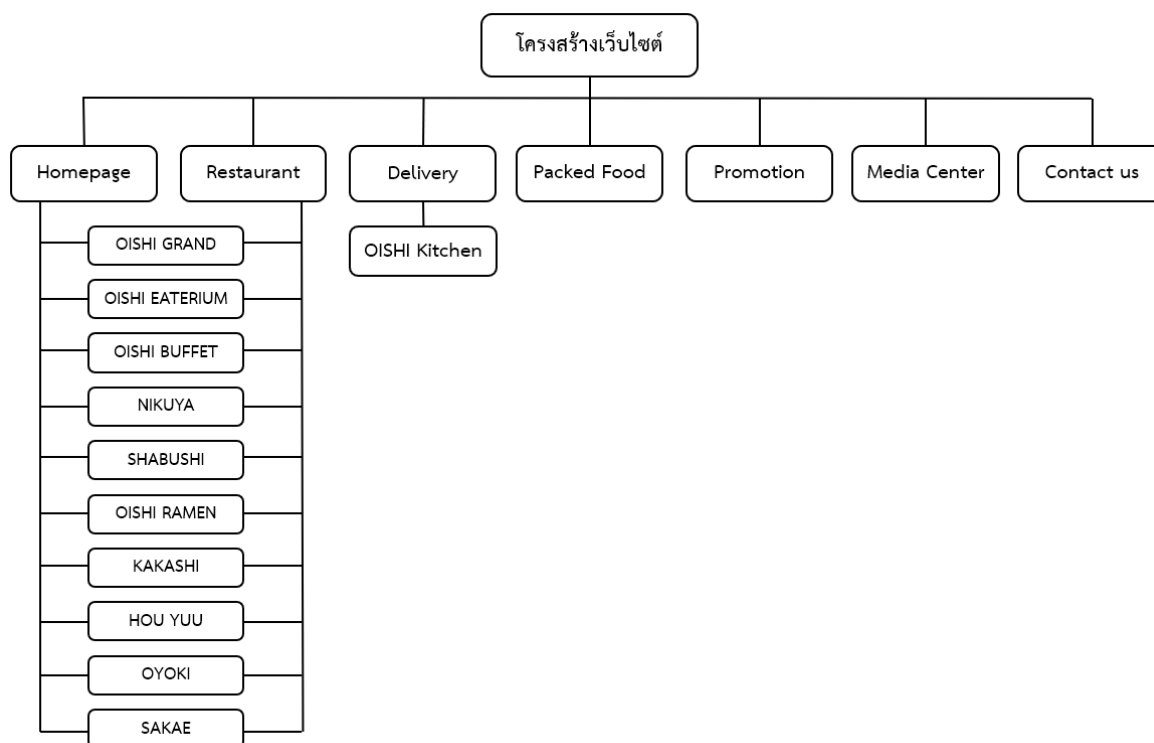 โครงสร้างเว็บไซต์
Homepage
Restaurant
Delivery
Packed Food
Promotion
Media Center
Contact us
OISHI GRAND
OISHI Kitchen
OISHI EATERIUM
OISHI BUFFET
NIKUYA
SHABUSHI
OISHI RAMEN
KAKASHI
HOU YUU
OYOKI
SAKAE